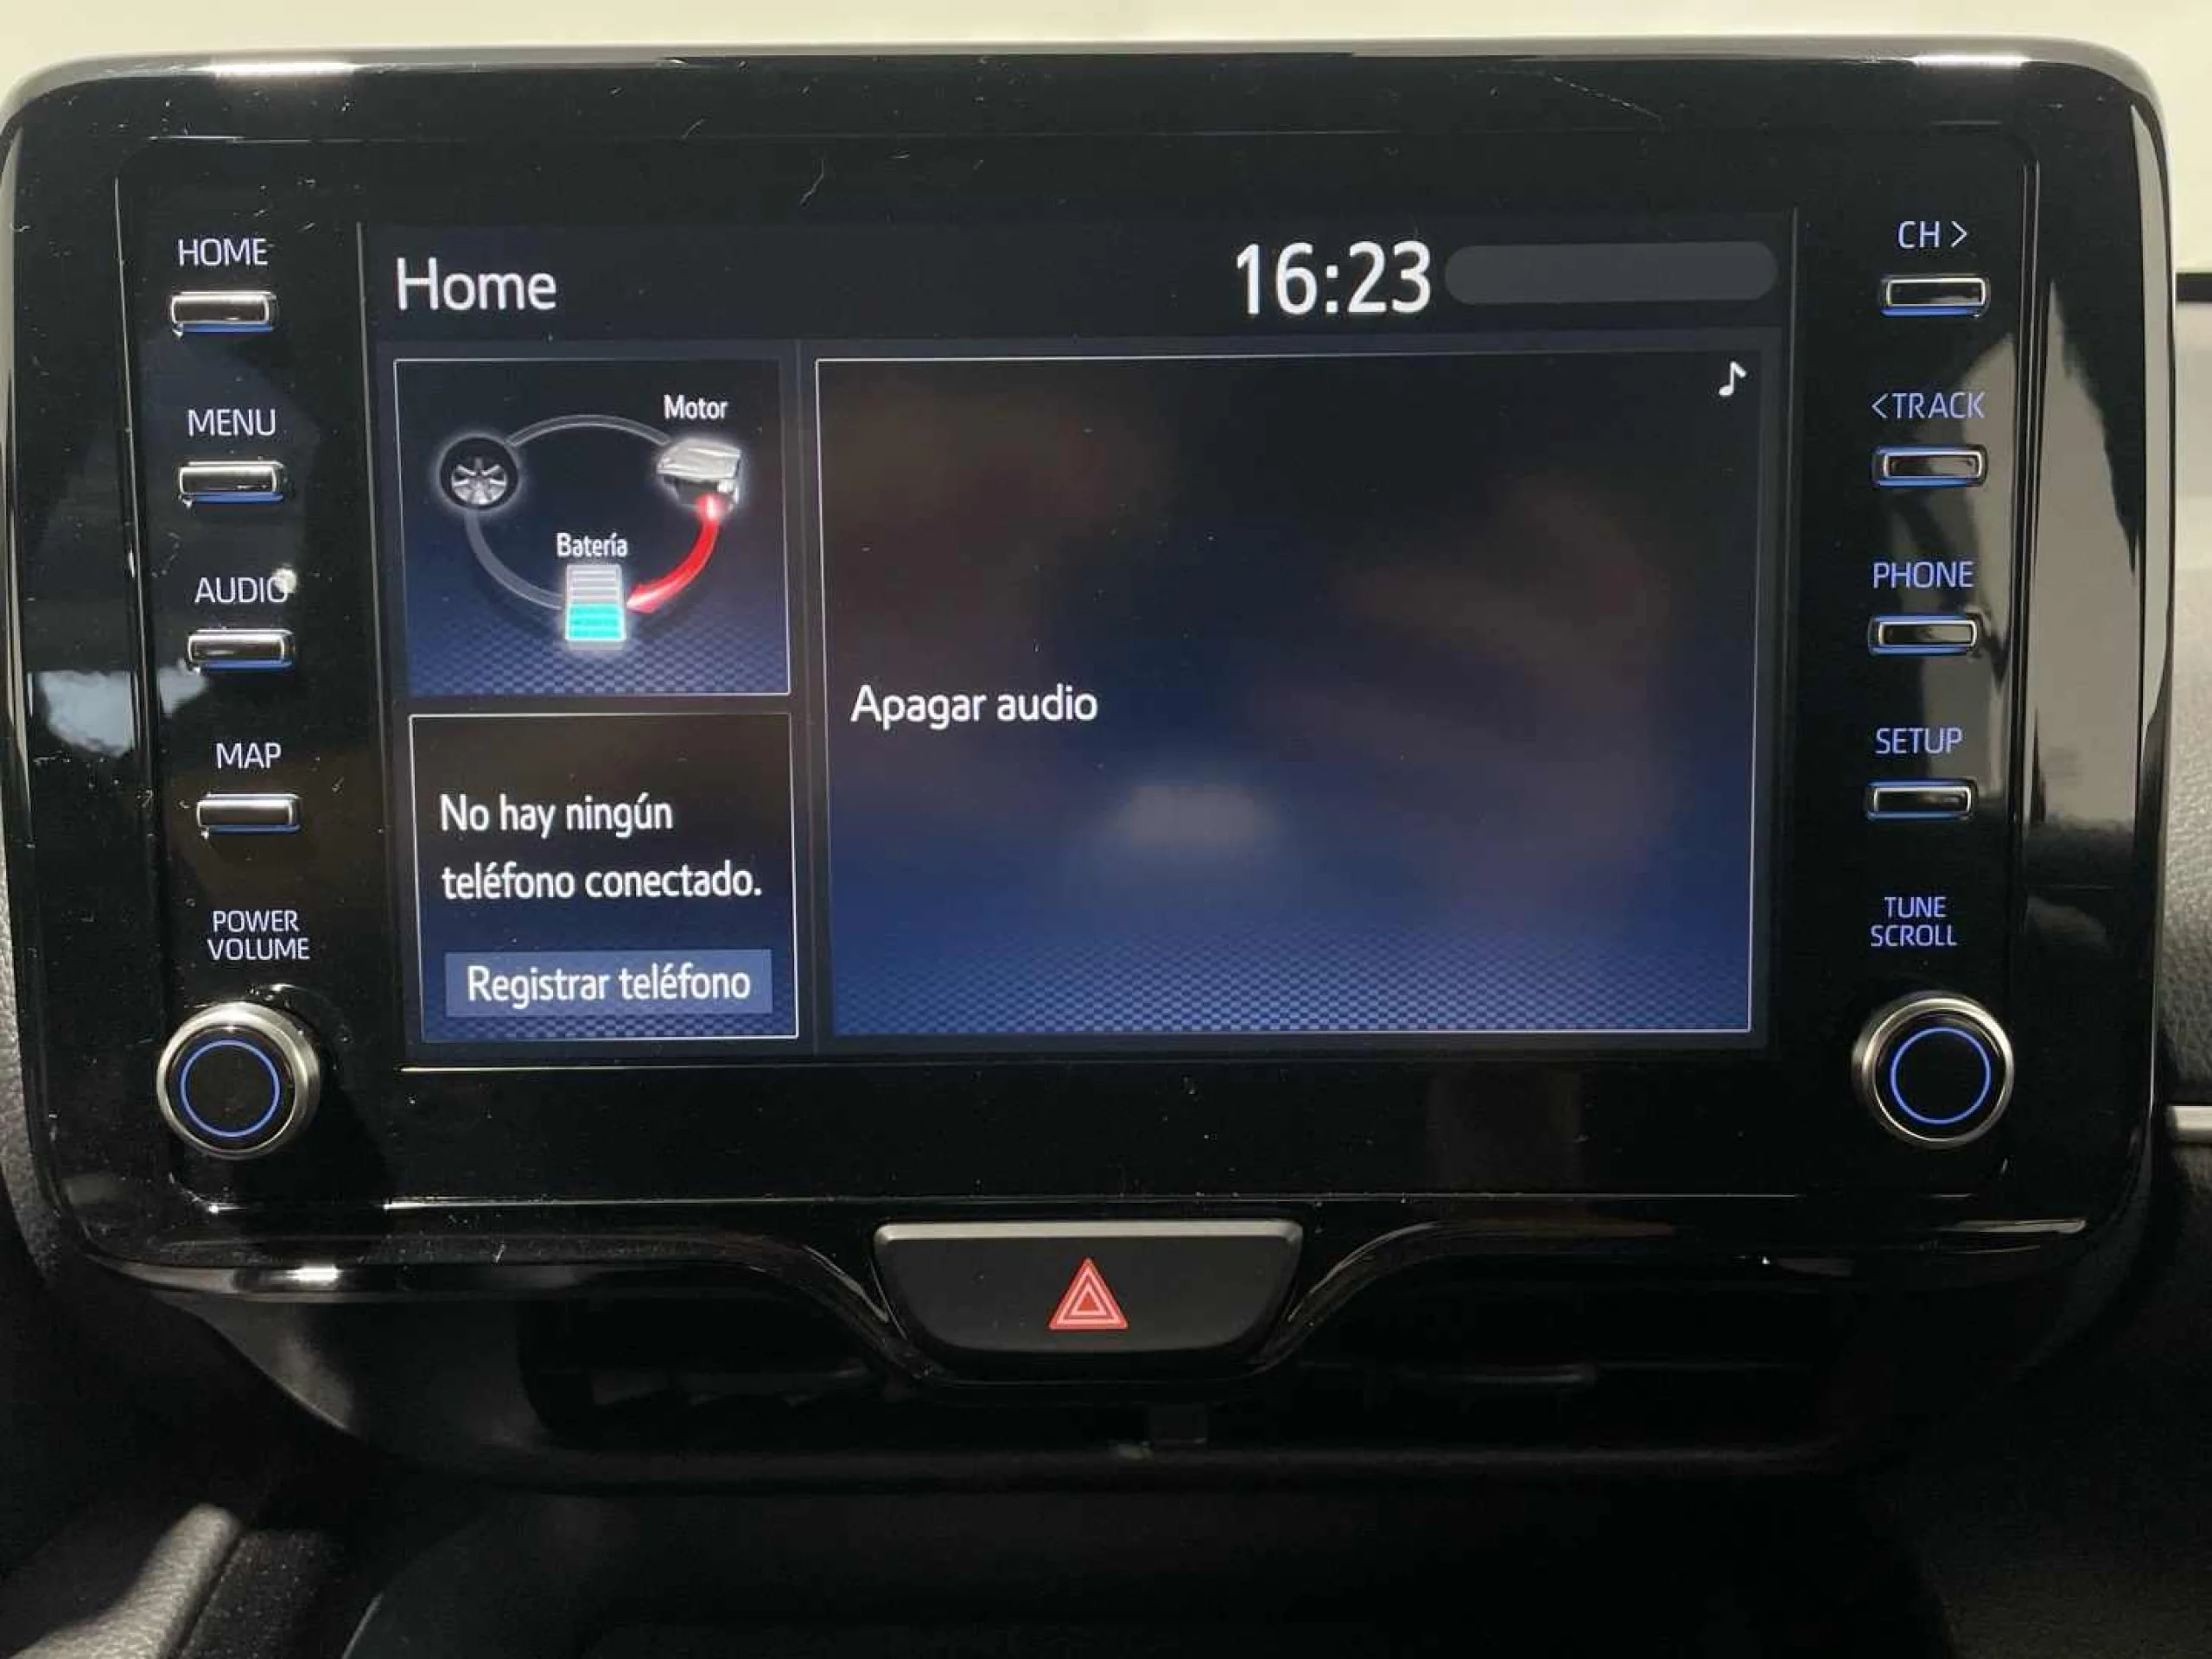 HOME
MENU
AUDIO
MAP
POWER
VOLUME
Home
16:23
Motor
Batería
No hay ningún
teléfono conectado.
Registrar teléfono
Apagar audio
CH >
< TRACK
PHONE
SETUP
TUNE
SCROLL